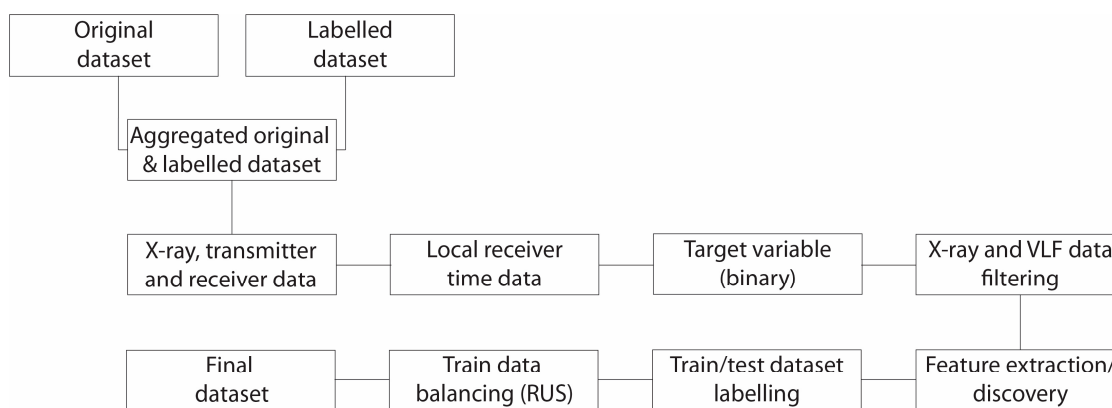 Original
dataset
Labelled
dataset
Aggregated original
& labelled dataset
X-ray, transmitter
and receiver data
Local receiver
time data
Target variable
(binary)
X-ray and VLF data
filtering
Final
dataset
Train data
balancing (RUS)
Train/test dataset
labelling
Feature extraction/
discovery